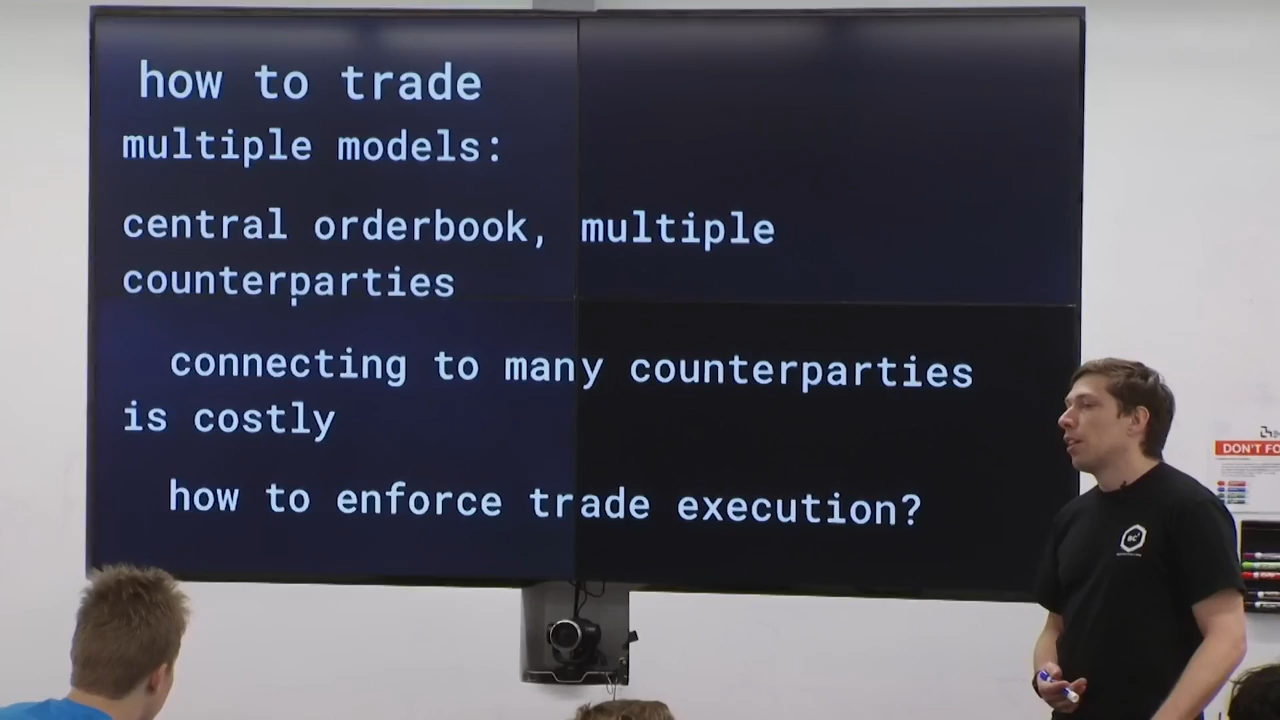 how to trade
multiple models:
central orderbook, multiple
counterparties
connecting to many counterparties
is costly
how to enforce trade execution?
DON'T FO